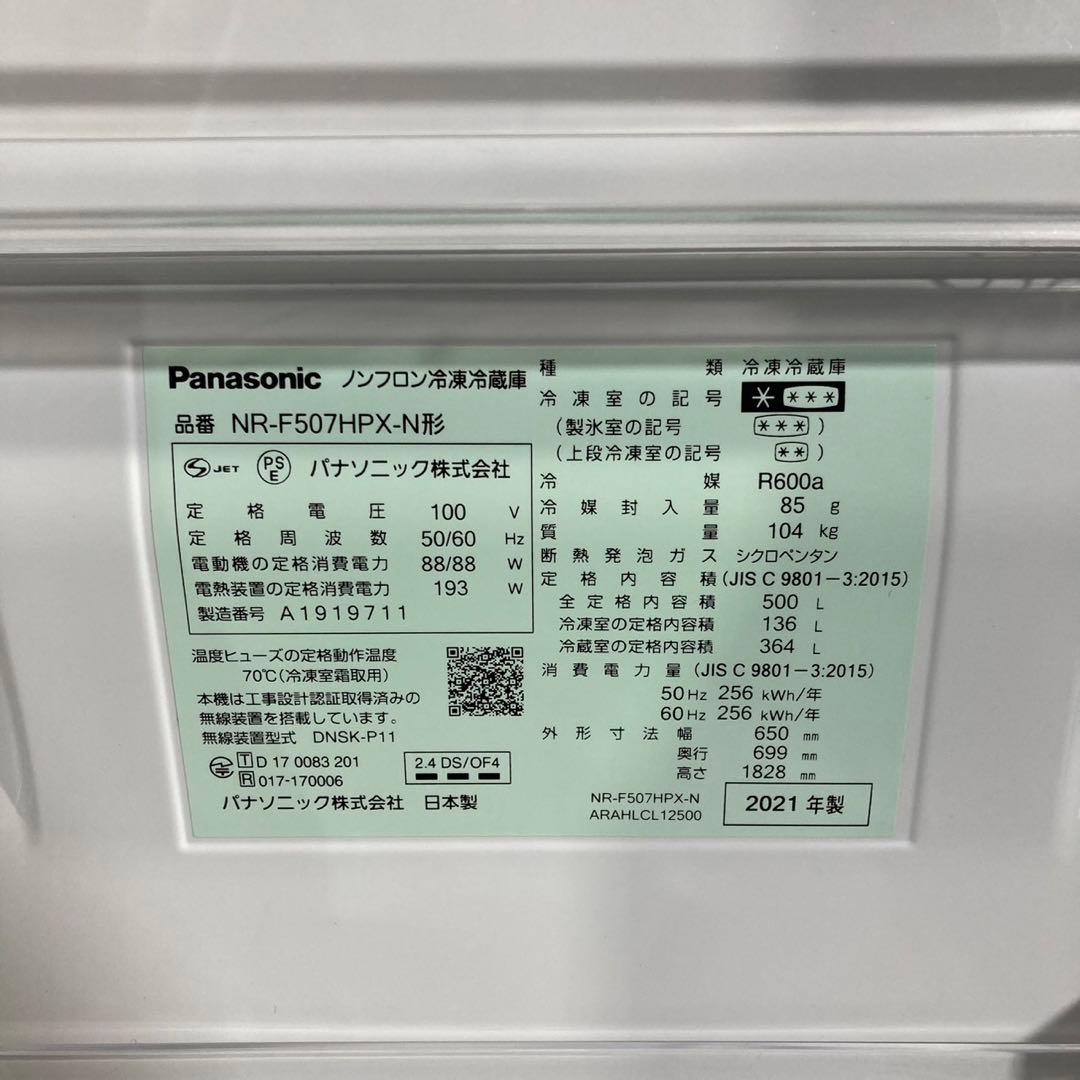 Panasonic ノンフロン冷凍冷蔵庫
品番 NR-F507HPX-N形
S JET PS E パナソニック株式会社
定格電圧 100 V
定格周波数 50/60 Hz
電動機の定格消費電力 88/88 W
電熱装置の定格消費電力 193 W
製造番号 A1919711
温度ヒューズの定格動作温度
70℃(冷凍室霜取用)
本機は工事設計認証取得済みの
無線装置を搭載しています。
無線装置型式 DNSK-P11
T D 17 0083 201
R 017-170006
2.4 DS/OF4
パナソニック株式会社 日本製
種類 冷凍冷蔵庫
冷凍室の記号 * ***
(製氷室の記号 ***)
(上段冷凍室の記号 **)
冷媒 R600a
冷媒封入量 85 g
質量 104 kg
断熱発泡ガス シクロペンタン
定格内容積 (JIS C 9801-3:2015)
全定格内容積 500 L
冷凍室の定格内容積 136 L
冷蔵室の定格内容積 364 L
消費電力量 (JIS C 9801-3:2015)
50Hz 256 kWh/年
60Hz 256 kWh/年
外形寸法 幅 650 mm
奥行 699 mm
高さ 1828 mm
NR-F507HPX-N
ARAHLCL12500
2021年製